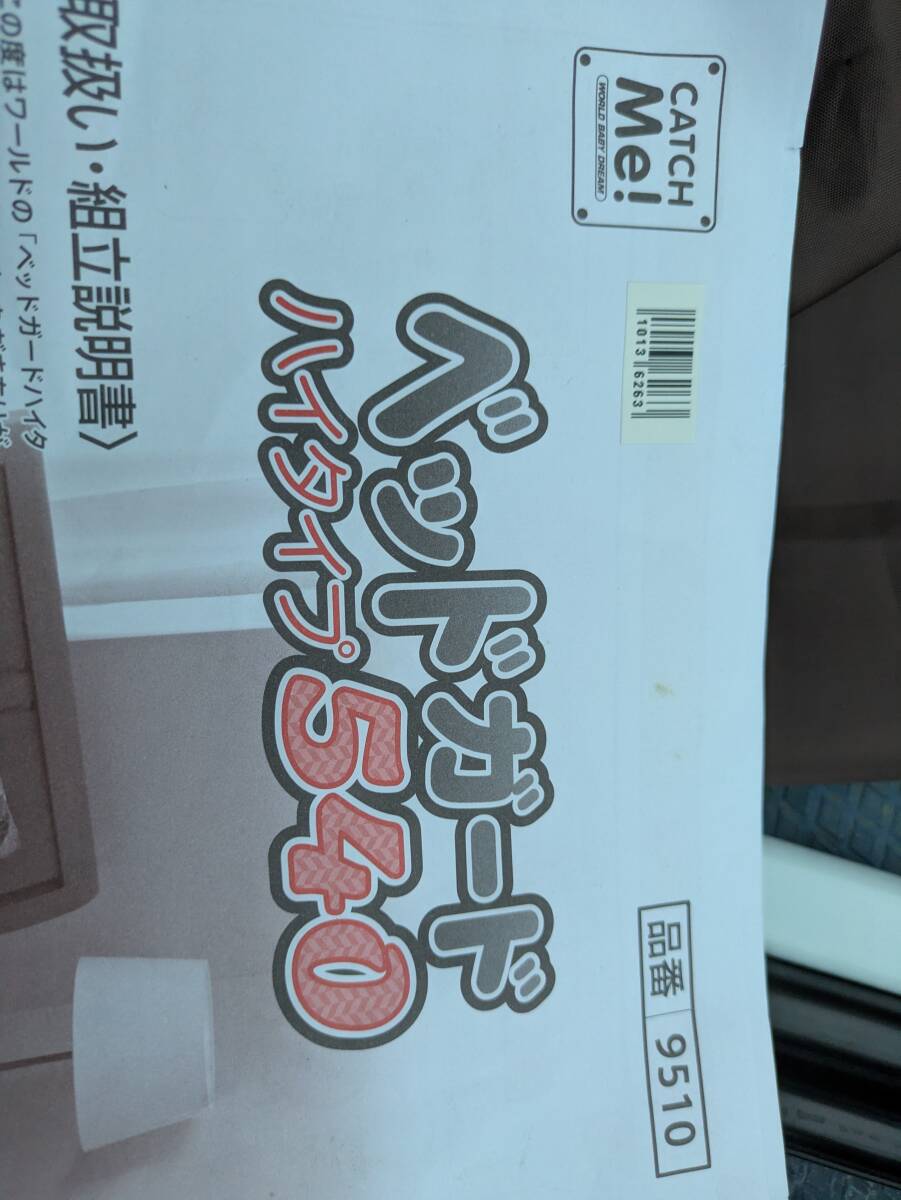 CATCH
Me!
WORLD BABY DREAM
1013 6263
品番 9510
ベッドガード
ハイタイプ540
取扱い・組立説明書〉
この度はワールドの「ベッドガードハイタ